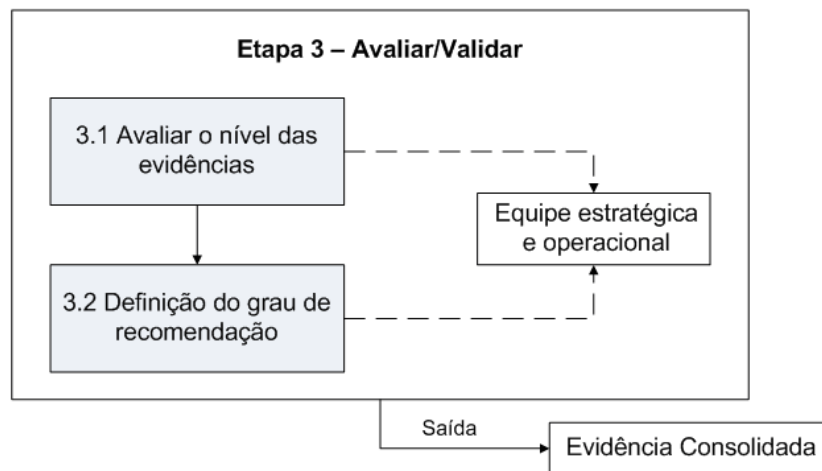 Etapa 3 – Avaliar/Validar
3.1 Avaliar o nível das
evidências
Equipe estratégica
e operacional
3.2 Definição do grau de
recomendação
Saída
Evidência Consolidada